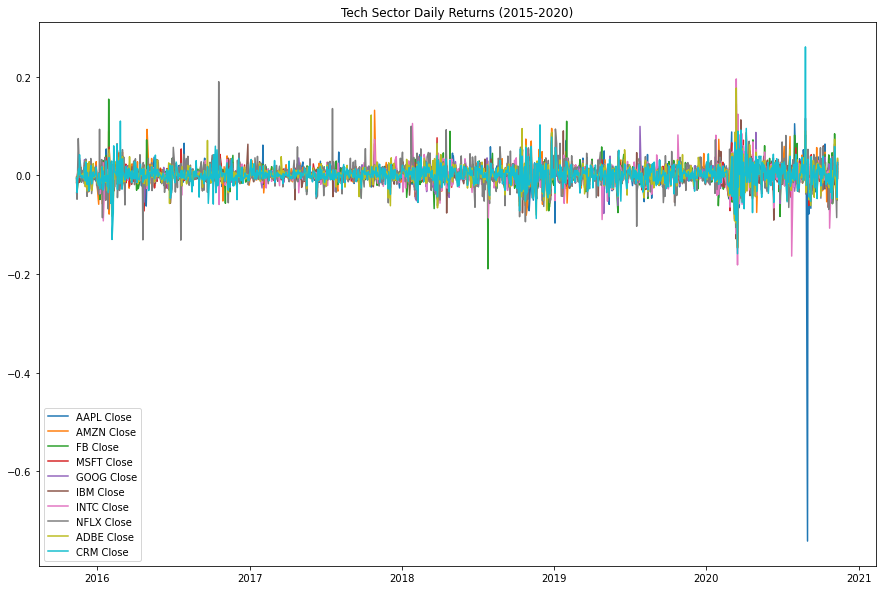 Tech Sector Daily Returns (2015-2020)
0.2
0.0
−0.2
−0.4
−0.6
AAPL Close
AMZN Close
FB Close
MSFT Close
GOOG Close
IBM Close
INTC Close
NFLX Close
ADBE Close
CRM Close
2016 2017 2018 2019 2020 2021